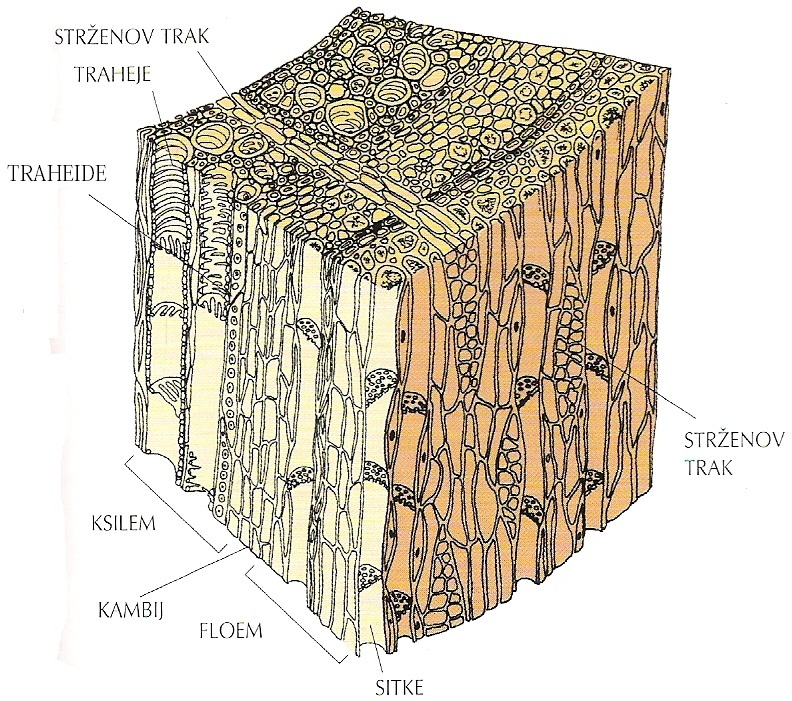 STRŽENOV TRAK
TRAHEJE
TRAHEIDE
STRŽENOV
TRAK
KSILEM
KAMBIJ
FLOEM
SITKE